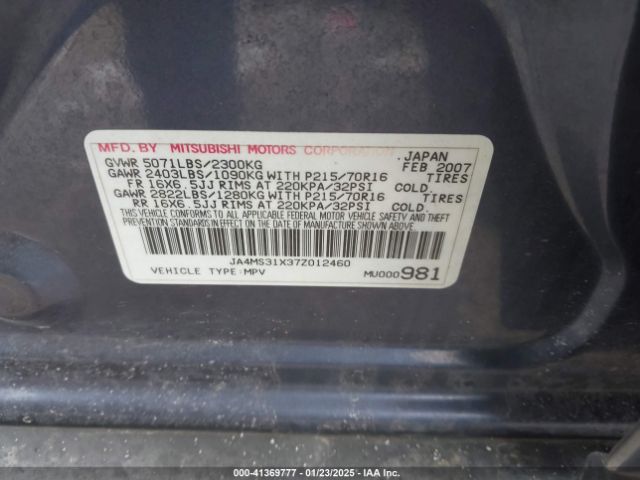 MFD. BY MITSUBISHI MOTORS CORPORATION. JAPAN
GVWR 5071LBS/2300KG FEB 2007
GAWR 2403LBS/1090KG WITH P215/70R16 TIRES
FR 16X6.5JJ RIMS AT 220KPA/32PSI COLD.
GAWR 2822LBS/1280KG WITH P215/70R16 TIRES
RR 16X6.5JJ RIMS AT 220KPA/32PSI COLD.
THIS VEHICLE CONFORMS TO ALL APPLICABLE FEDERAL MOTOR VEHICLE SAFETY AND THEFT
PREVENTION STANDARDS IN EFFECT ON THE DATE OF MANUFACTURE SHOWN ABOVE.
JA4MS31X37Z012460
VEHICLE TYPE:MPV MU000981
000-41369777 - 01/23/2025 - IAA Inc.